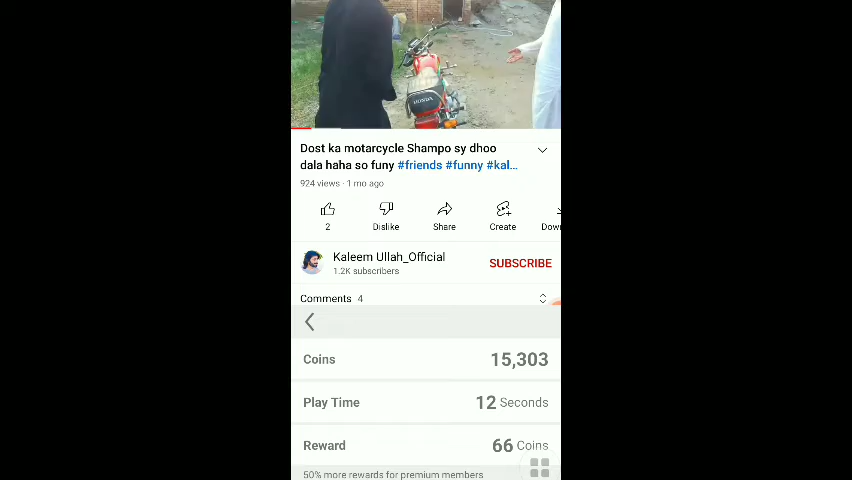 HONDA
Dost ka motarcycle Shampo sy dhoo
dala haha so funy #friends #funny #kal...
924 views · 1 mo ago
2
Dislike
Share
Create
Down
Kaleem Ullah_Official
1.2K subscribers
SUBSCRIBE
Comments 4
Coins 15,303
Play Time 12 Seconds
Reward 66 Coins
50% more rewards for premium members